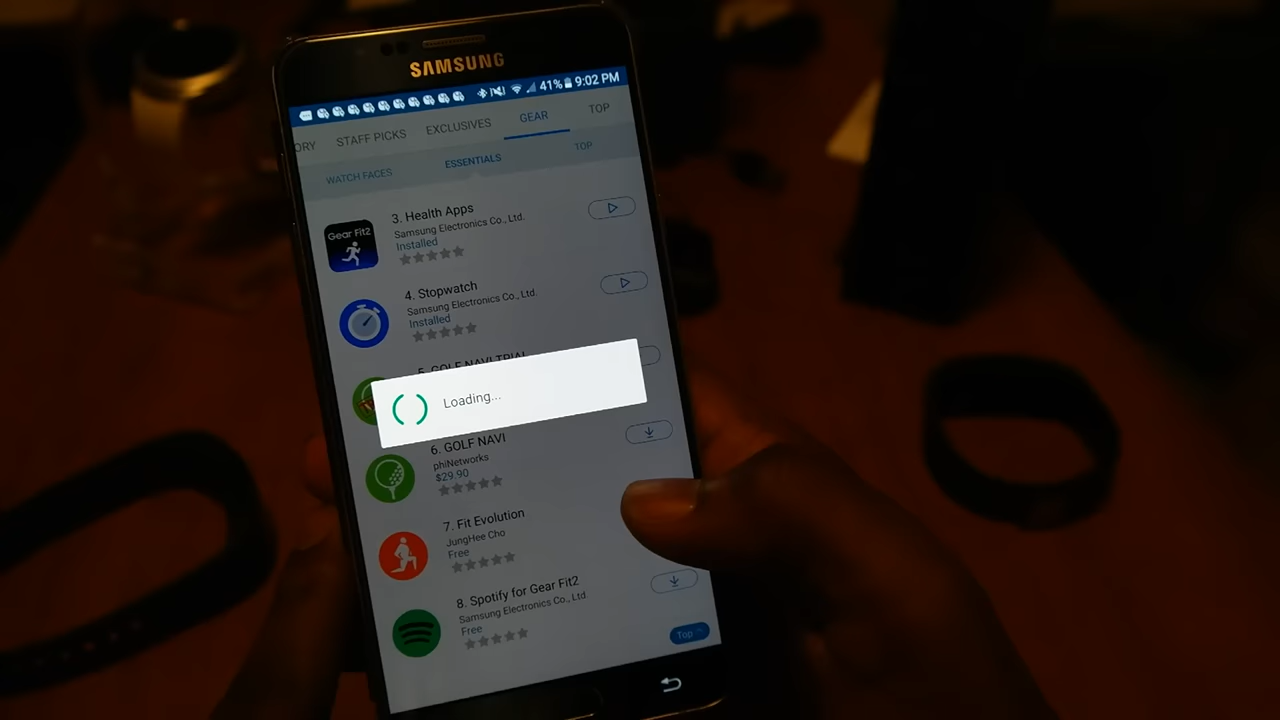 SAMSUNG
41% 9:02 PM
ORY STAFF PICKS EXCLUSIVES GEAR TOP
WATCH FACES ESSENTIALS TOP
Gear Fit2
3. Health Apps
Samsung Electronics Co., Ltd.
Installed
4. Stopwatch
Samsung Electronics Co., Ltd.
Installed
5. GOLF NAVI TRIAL
Loading...
6. GOLF NAVI
phiNetworks
$29.90
7. Fit Evolution
JungHee Cho
Free
8. Spotify for Gear Fit2
Samsung Electronics Co., Ltd.
Free
Top